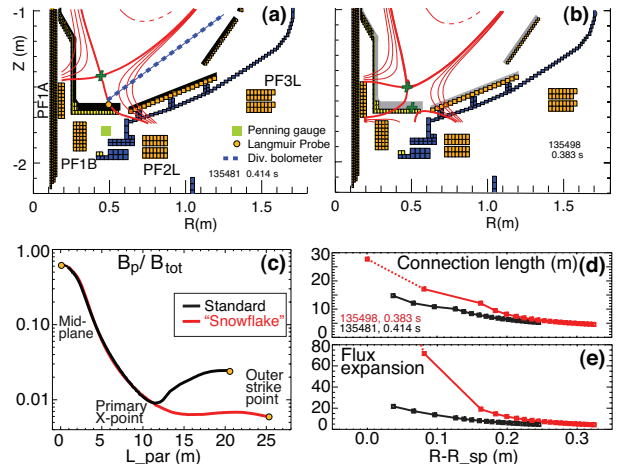 -1
(a)
(b)
Z (m)
PF1A
PF3L
Penning gauge
Langmuir Probe
Div. bolometer
-2
PF1B
PF2L
135481 0.414 s
135498
0.383 s
0 0.5 1.0 1.5
R(m)
0 0.5 1.0 1.5
R(m)
1.00
0.10
0.01
Bp/ Btot
(c)
Standard
"Snowflake"
Mid-
plane
Primary
X-point
Outer
strike
point
0 5 10 15 20 25
L_par (m)
30
20
10
0
Connection length (m)
(d)
135498, 0.383 s
135481, 0.414 s
80
60
40
20
Flux
expansion
(e)
0.0 0.1 0.2 0.3
R-R_sp (m)